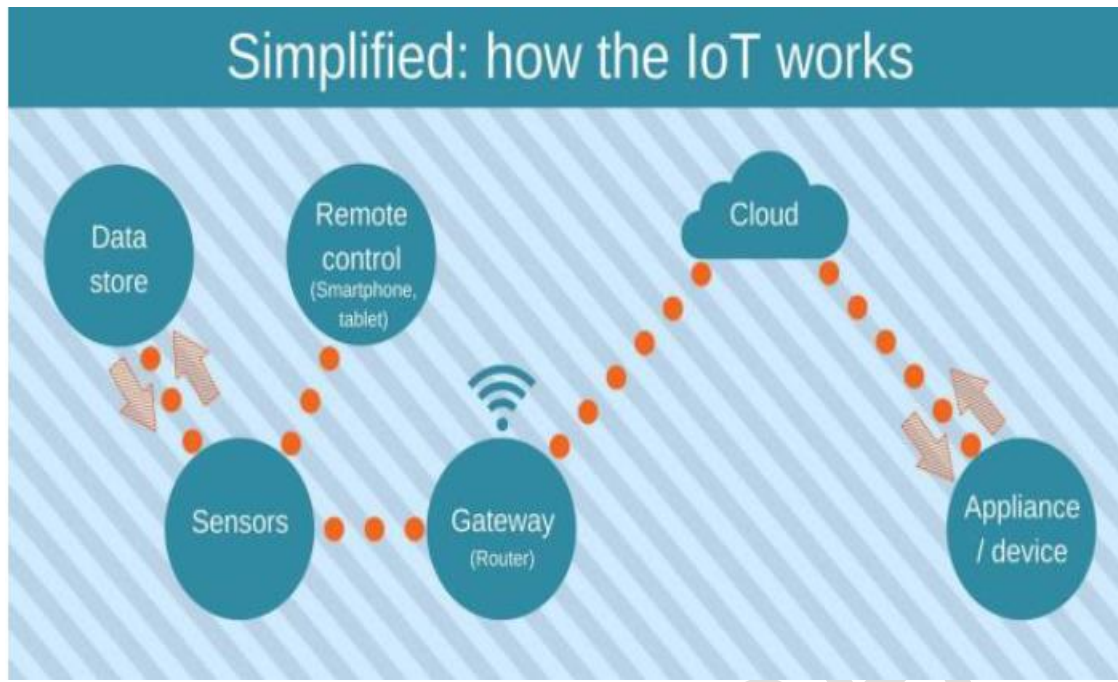 Simplified: how the IoT works
Data
store
Remote
control
(Smartphone,
tablet)
Cloud
Sensors
Gateway
(Router)
Appliance
/ device